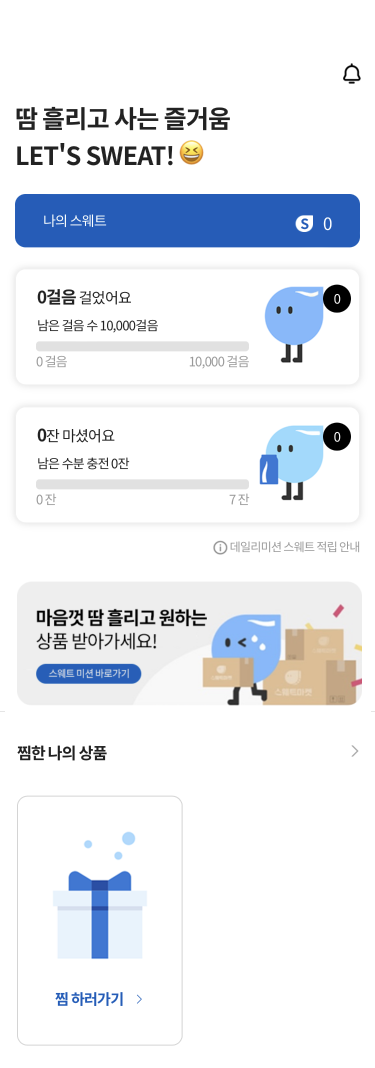 땀 흘리고 사는 즐거움
LET'S SWEAT! 😆
나의 스웨트
S 0
0걸음 걸었어요
0
남은 걸음 수 10,000걸음
0 걸음
10,000 걸음
0잔 마셨어요
0
남은 수분 충전 0잔
0 잔
7 잔
데일리미션 스웨트 적립 안내
마음껏 땀 흘리고 원하는
상품 받아가세요!
스웨트 미션 바로가기
찜한 나의 상품
찜 하러가기